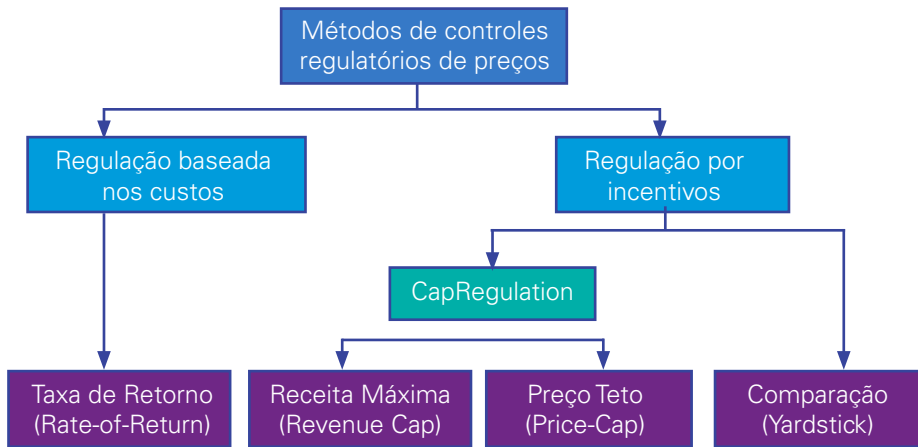 Métodos de controles
regulatórios de preços
Regulação baseada
nos custos
Regulação por
incentivos
CapRegulation
Taxa de Retorno
(Rate-of-Return)
Receita Máxima
(Revenue Cap)
Preço Teto
(Price-Cap)
Comparação
(Yardstick)